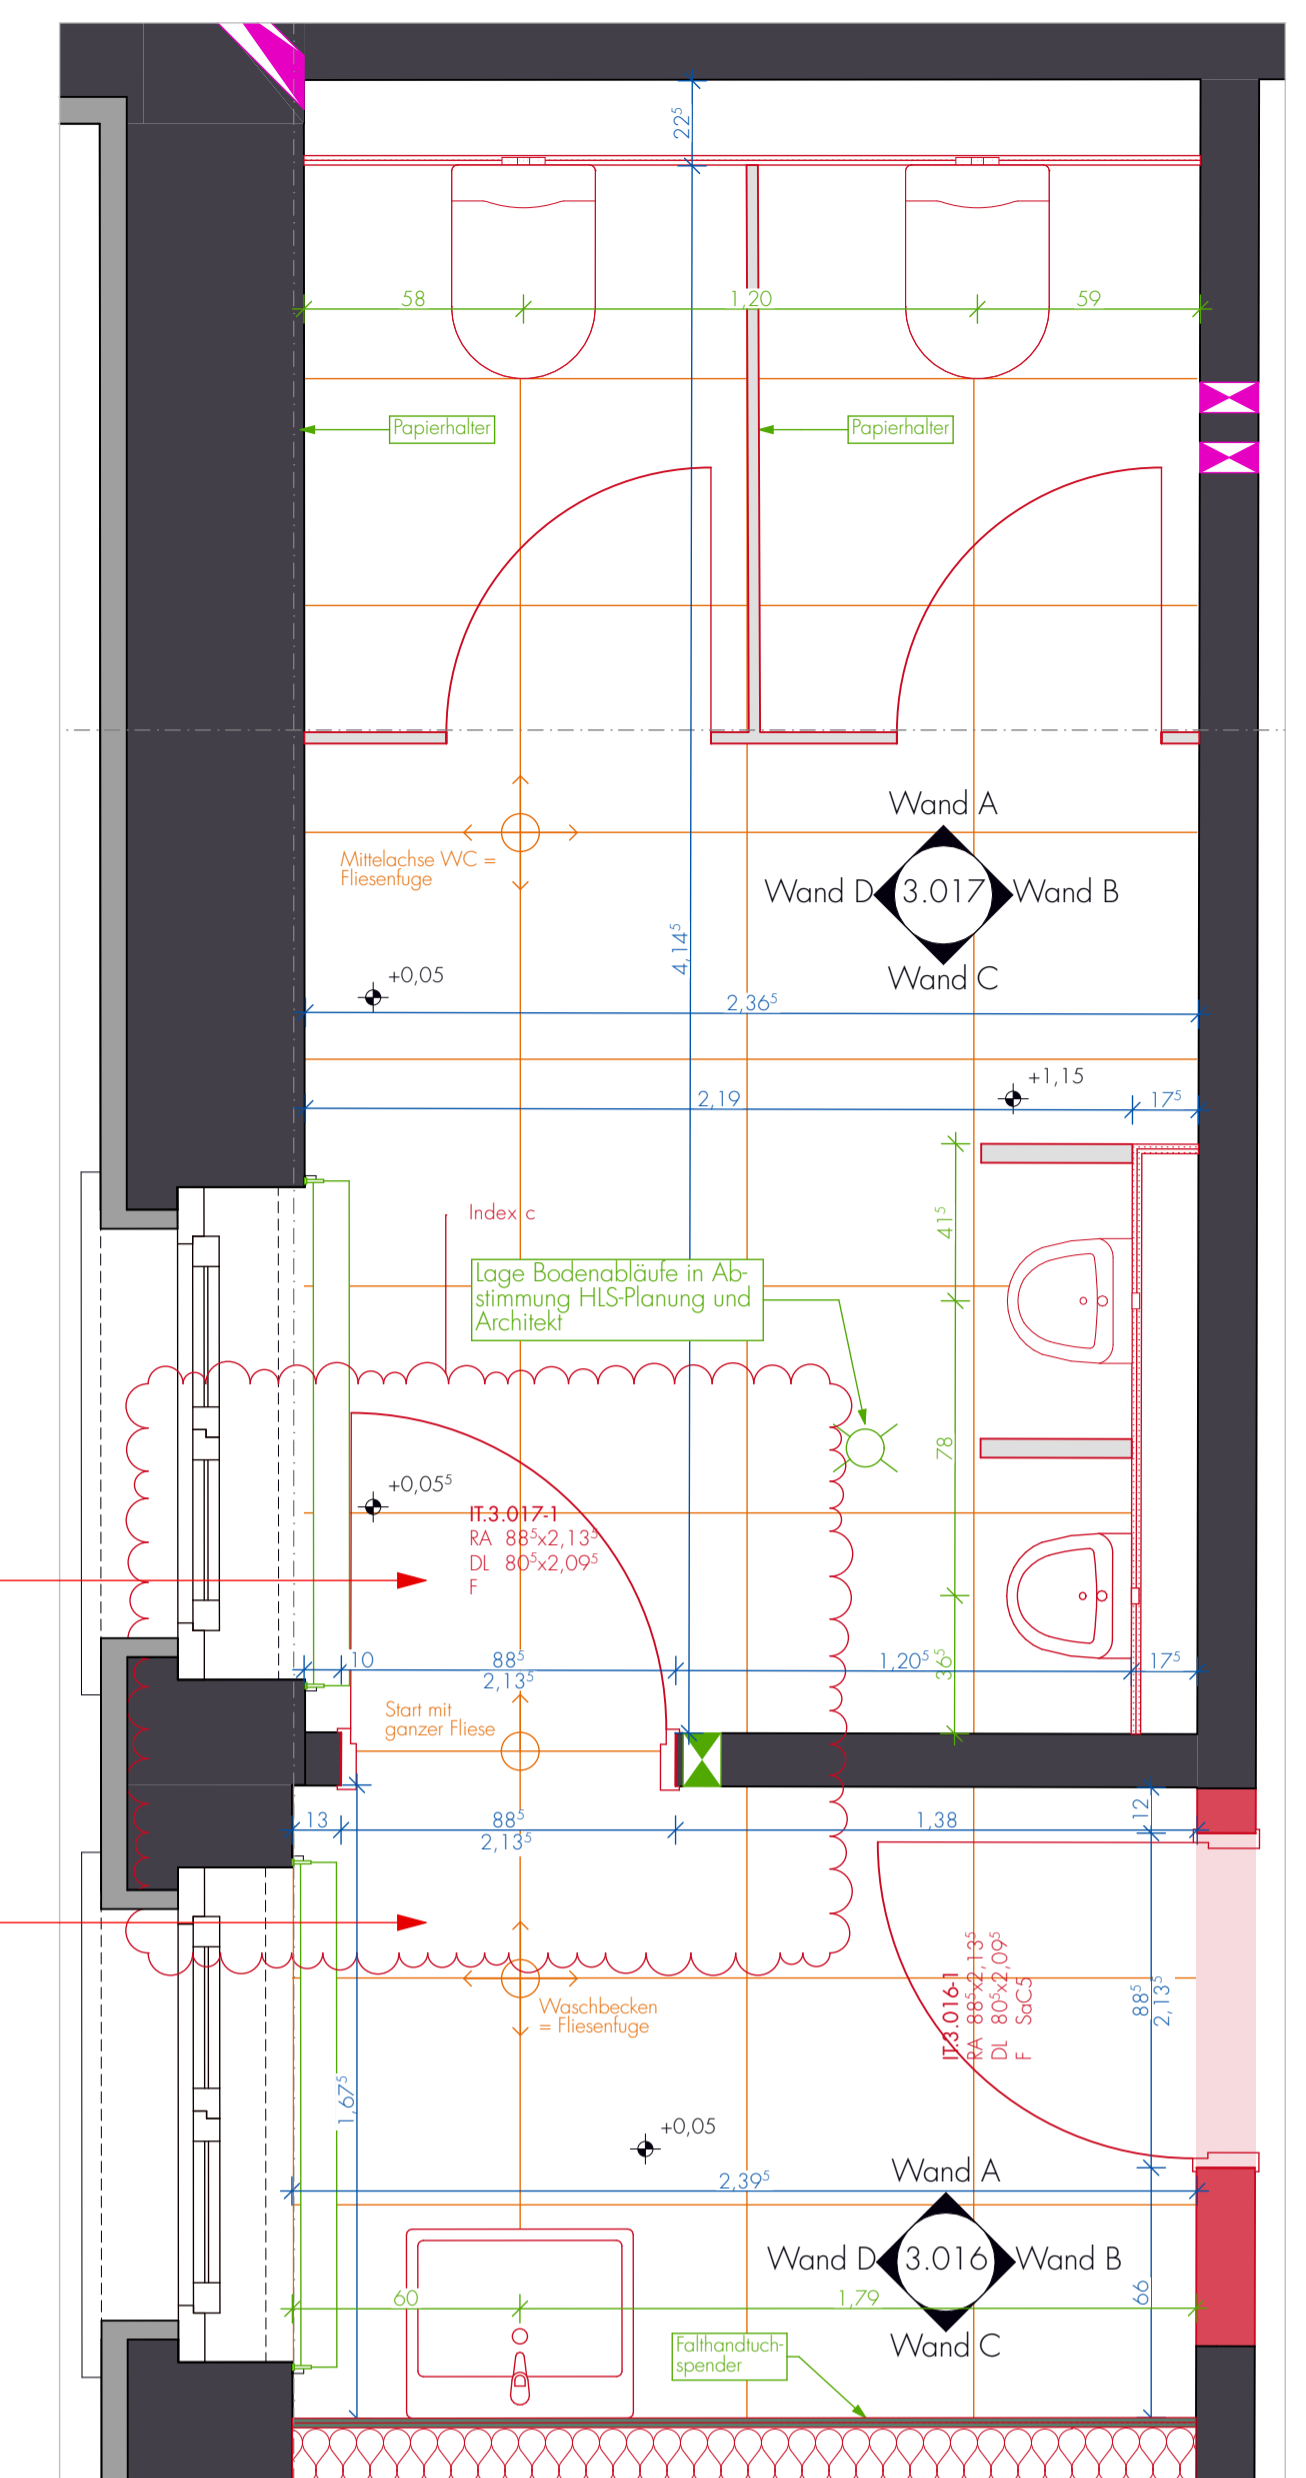 22⁵
58
1,20
59
Papierhalter
Papierhalter
Wand A
Wand D
3.017
Wand B
Wand C
Mittelachse WC =
Fliesenfuge
4,14⁵
+0,05
2,36⁵
+1,15
2,19
17⁵
Index c
41⁵
Lage Bodenabläufe in Ab-
stimmung HLS-Planung und
Architekt
78
+0,05⁵
IT.3.017-1
RA 88⁵x2,13⁵
DL 80⁵x2,09⁵
F
10
88⁵
2,13⁵
1,20⁵
36⁵
17⁵
Start mit
ganzer Fliese
13
88⁵
2,13⁵
1,38
12
IT.3.016-1
RA 88⁵x2,13⁵
DL 80⁵x2,09⁵
F SaC5
88⁵
2,13⁵
Waschbecken
= Fliesenfuge
1,67⁵
+0,05
2,39⁵
Wand A
Wand D
3.016
Wand B
Wand C
66
60
1,79
Falthandtuch-
spender